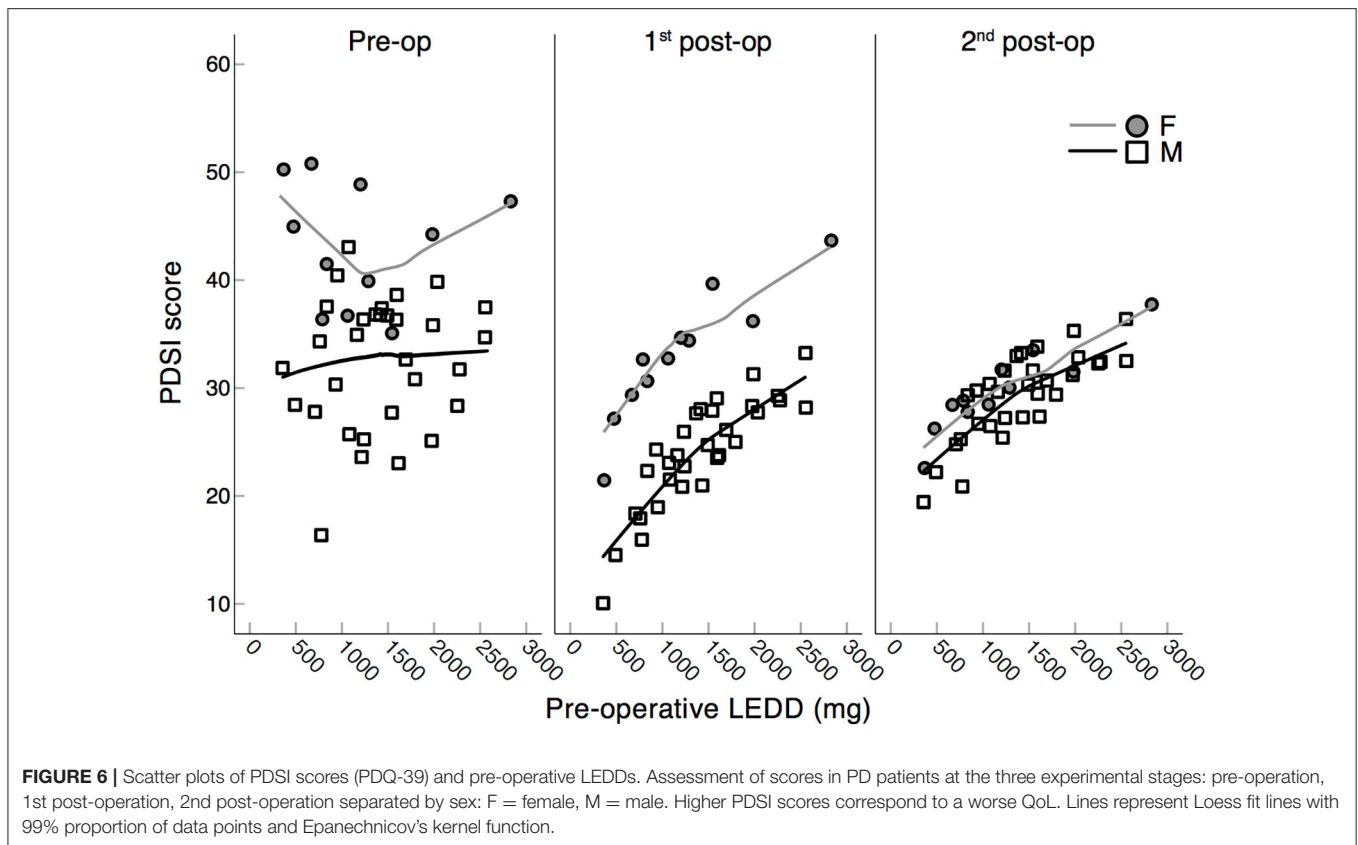 Pre-op
1st post-op
2nd post-op
60
50
40
30
20
10
PDSI score
F
M
0 500 1000 1500 2000 2500 3000
0 500 1000 1500 2000 2500 3000
0 500 1000 1500 2000 2500 3000
Pre-operative LEDD (mg)
FIGURE 6 | Scatter plots of PDSI scores (PDQ-39) and pre-operative LEDDs. Assessment of scores in PD patients at the three experimental stages: pre-operation,
1st post-operation, 2nd post-operation separated by sex: F = female, M = male. Higher PDSI scores correspond to a worse QoL. Lines represent Loess fit lines with
99% proportion of data points and Epanechnicov's kernel function.